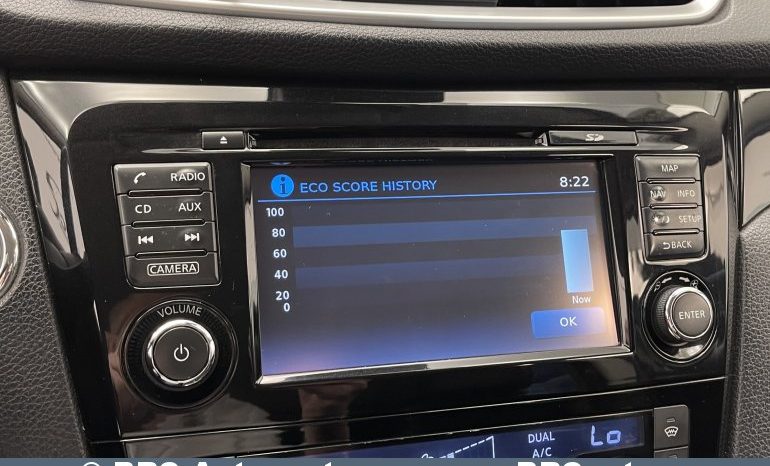 SD
RADIO
CD AUX
CAMERA
VOLUME
i ECO SCORE HISTORY 8:22
100
80
60
40
20
0
Now
OK
MAP
NAV INFO
SETUP
BACK
ENTER
DUAL
A/C
Lo